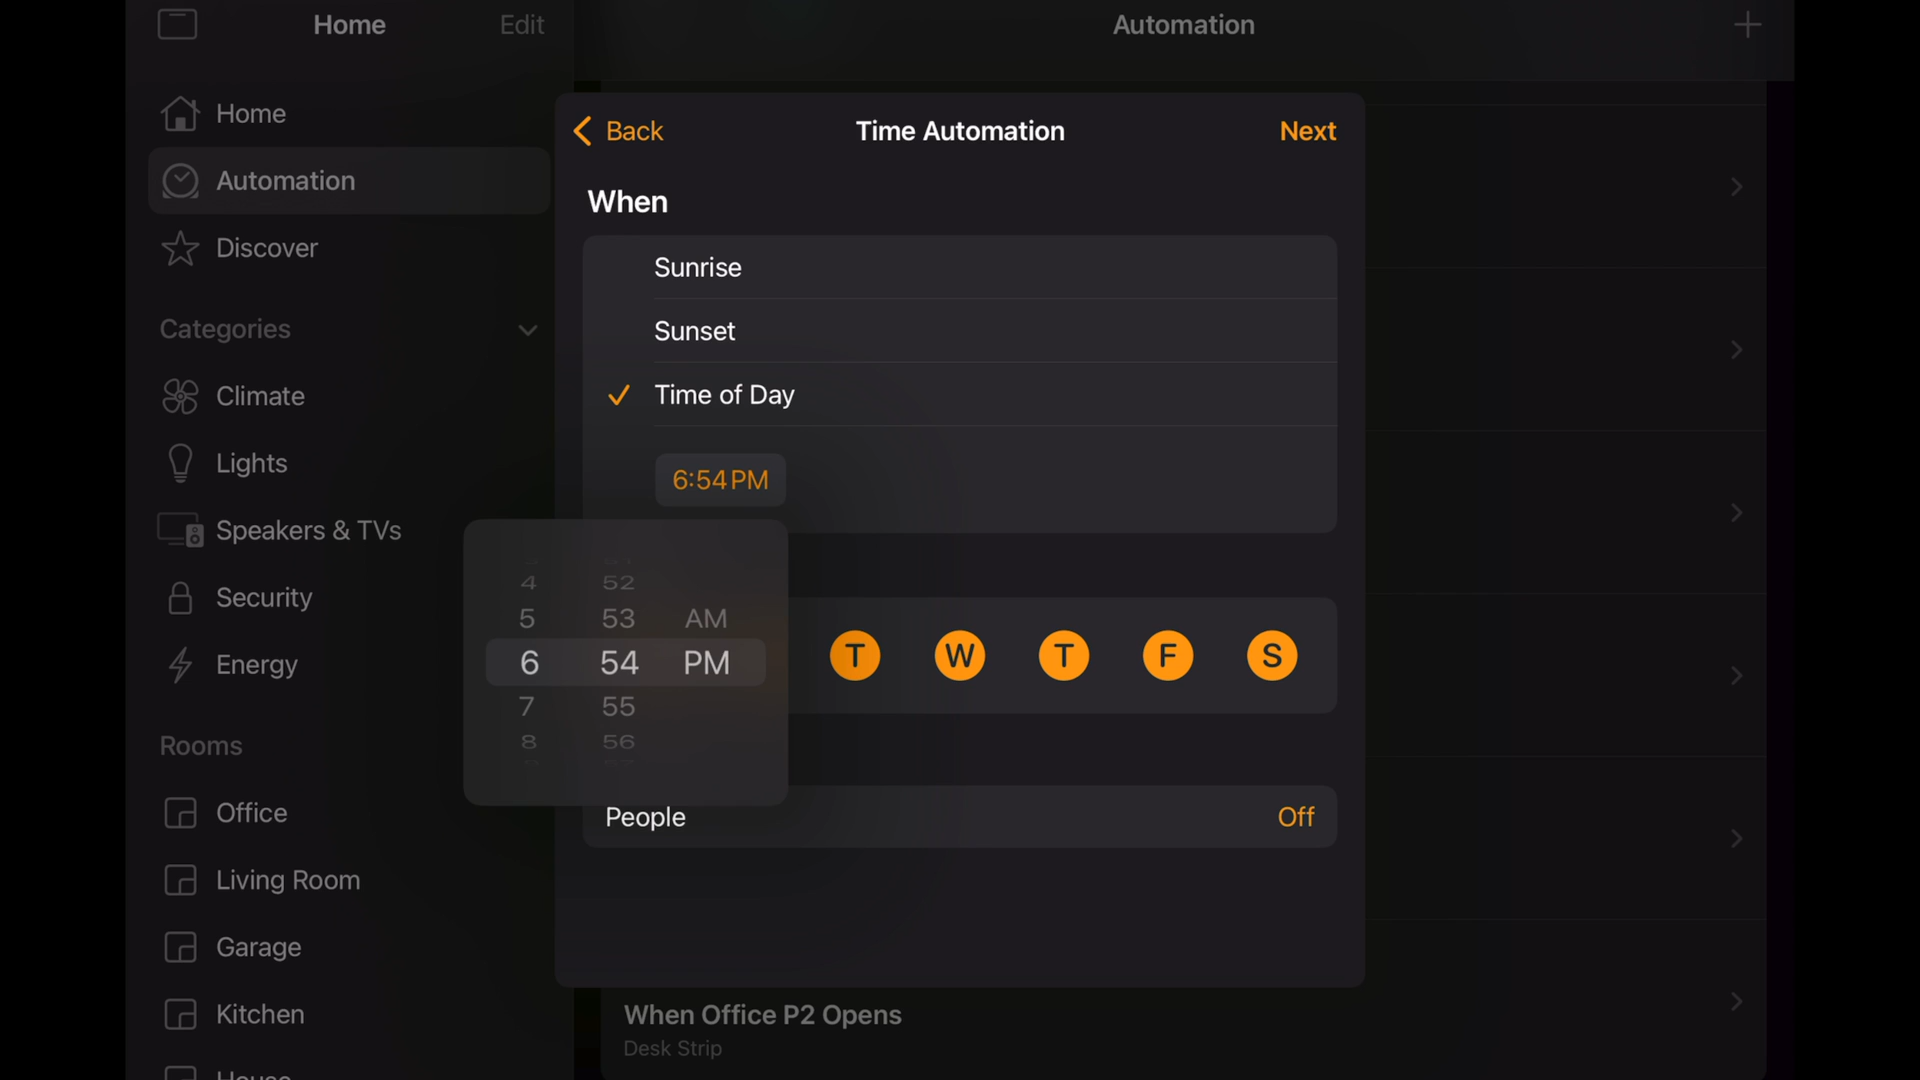 Home
Edit
Automation
Home
Automation
Discover
Categories
Climate
Lights
Speakers & TVs
Security
Energy
Rooms
Office
Living Room
Garage
Kitchen
Back
Time Automation
Next
When
Sunrise
Sunset
Time of Day
6:54 PM
4 52
5 53 AM
6 54 PM
7 55
8 56
T W T F S
People
Off
When Office P2 Opens
Desk Strip